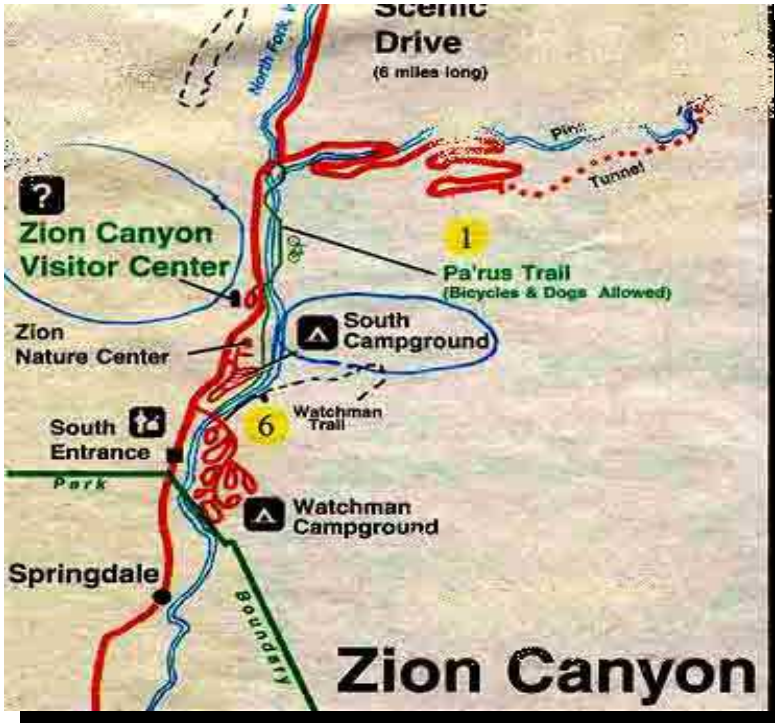 Scenic
Drive
(6 miles long)
North Fork
Tunnel
?
Zion Canyon
Visitor Center
1
Pa'rus Trail
(Bicycles & Dogs Allowed)
South
Campground
Zion
Nature Center
Watchman
Trail
6
South
Entrance
Park
Watchman
Campground
Springdale
Boundary
Zion Canyon